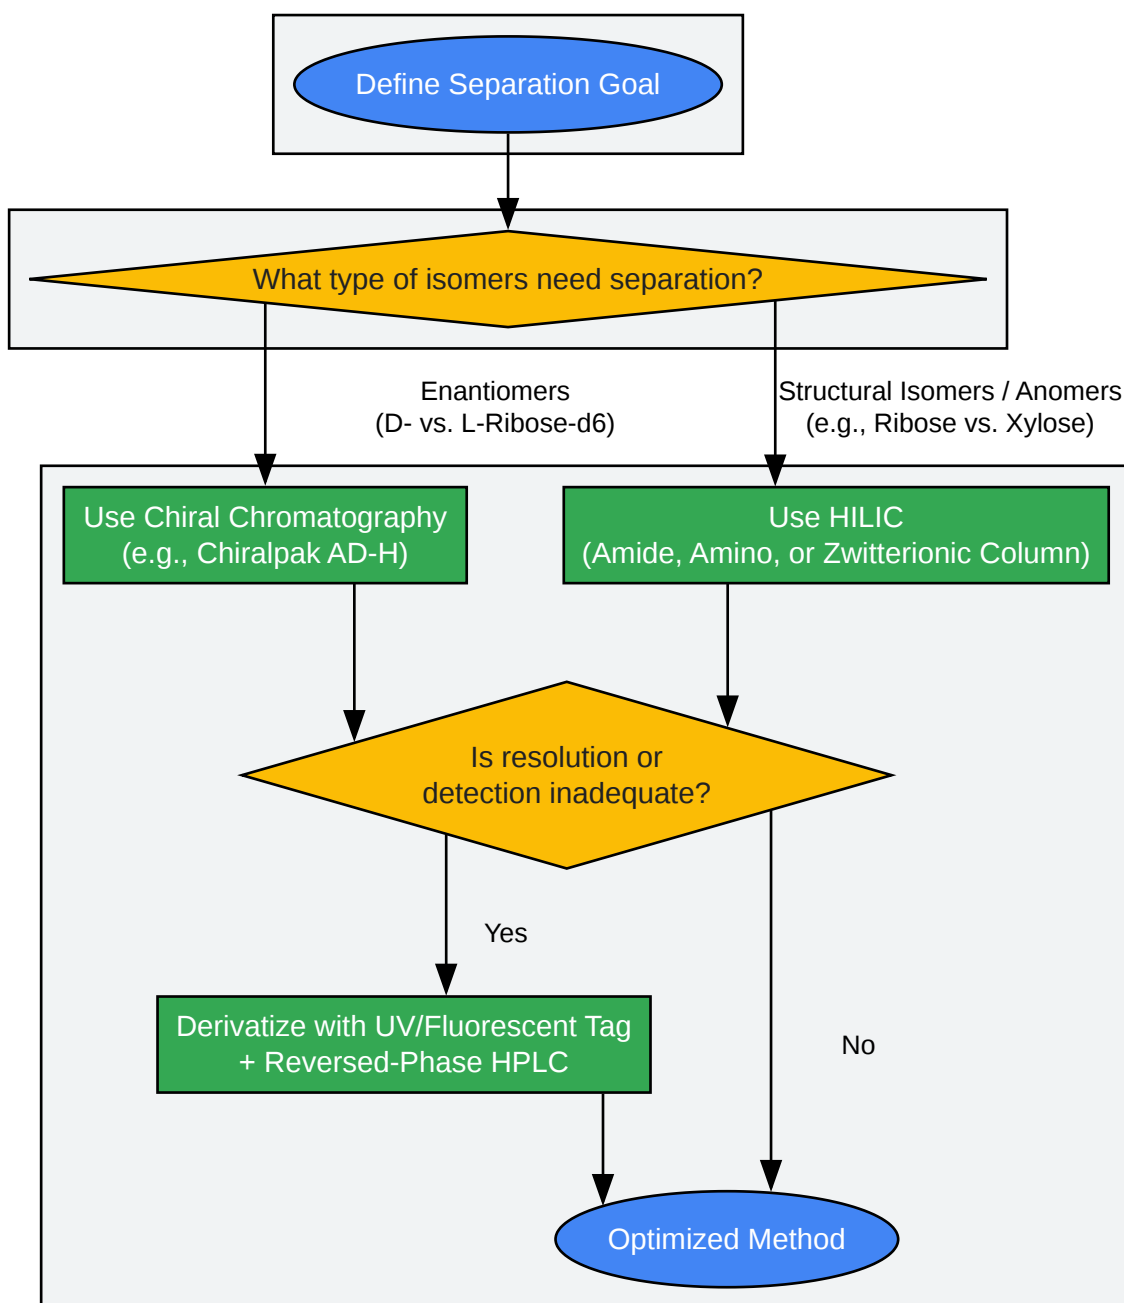 Define Separation Goal
What type of isomers need separation?
Enantiomers
(D- vs. L-Ribose-d6)
Structural Isomers / Anomers
(e.g., Ribose vs. Xylose)
Use Chiral Chromatography
(e.g., Chiralpak AD-H)
Use HILIC
(Amide, Amino, or Zwitterionic Column)
Is resolution or
detection inadequate?
Yes
Derivatize with UV/Fluorescent Tag
+ Reversed-Phase HPLC
No
Optimized Method